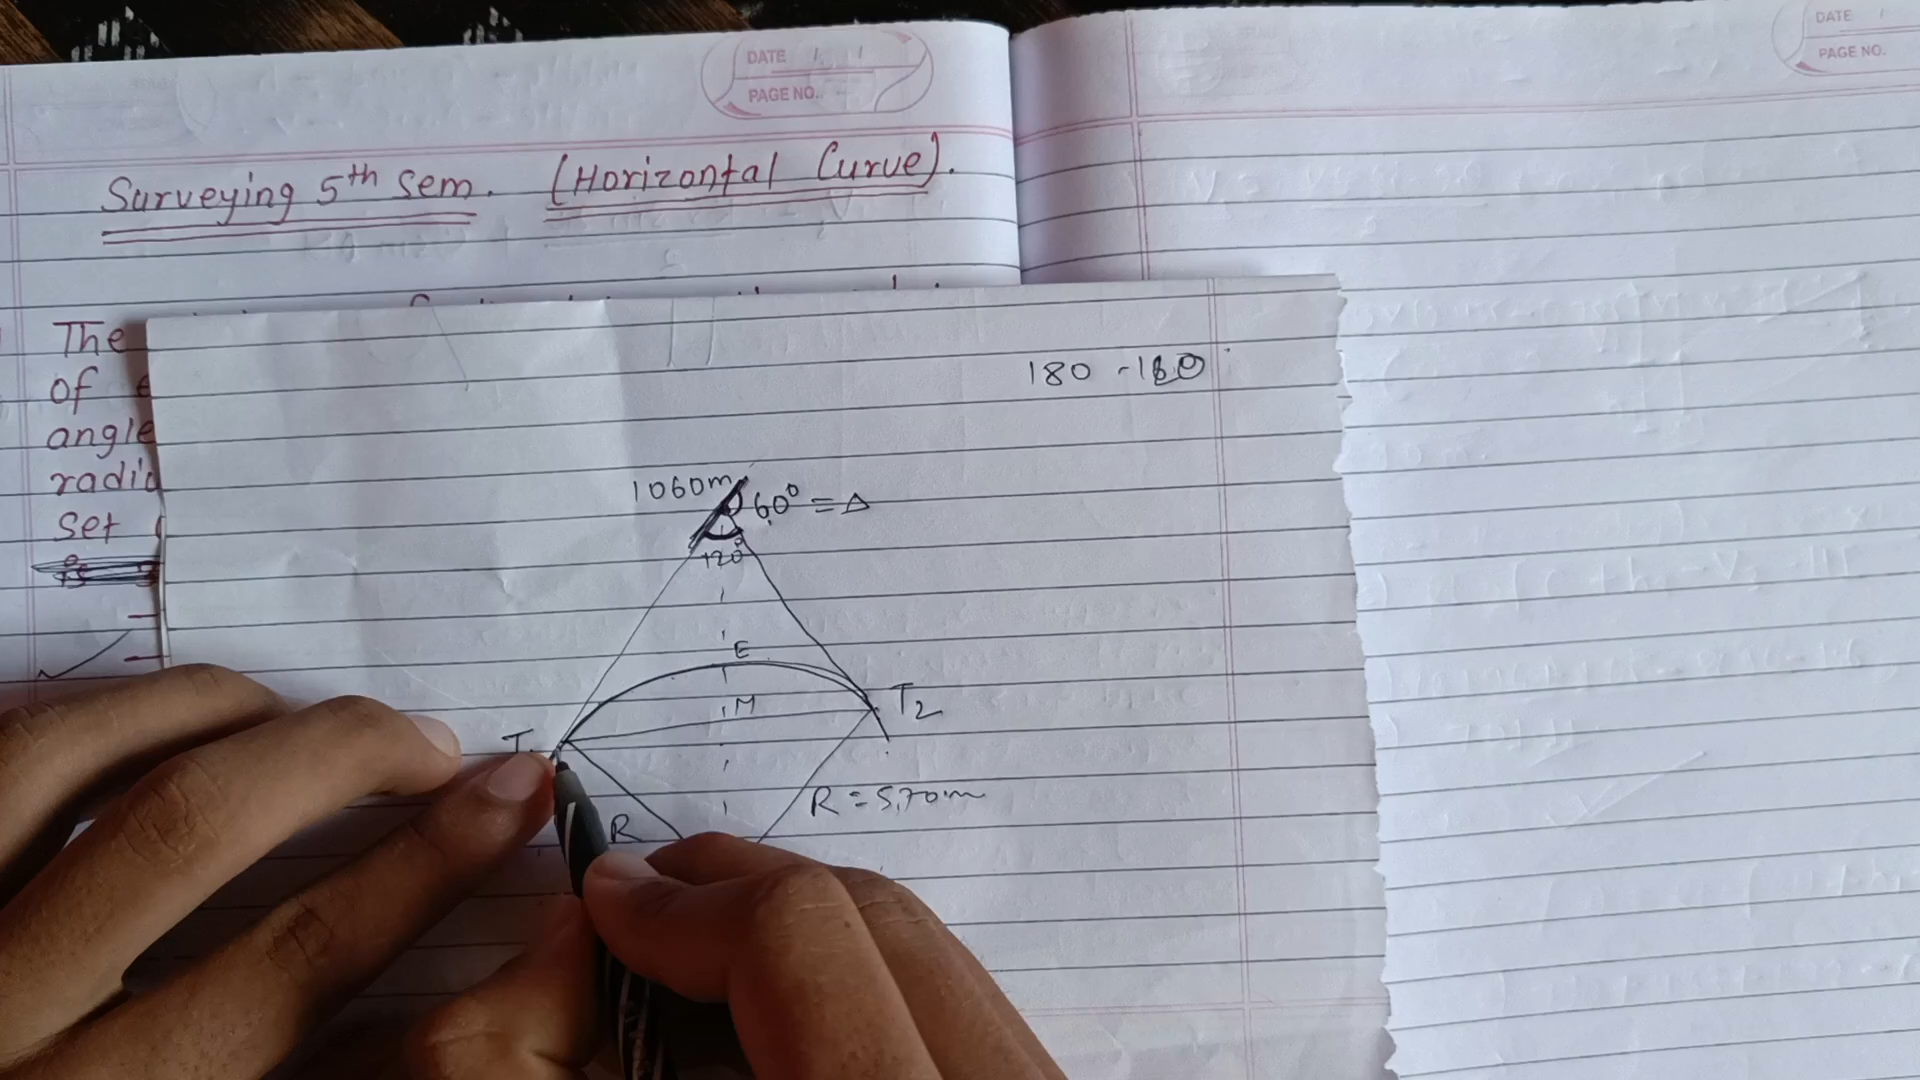 DATE
PAGE NO.
DATE
PAGE NO.
Surveying 5th sem. (Horizontal Curve).
The
of
angle
radiu
Set
180 -180
1060m
60° = Δ
120°
E
M
T2
T
R = 570m
R